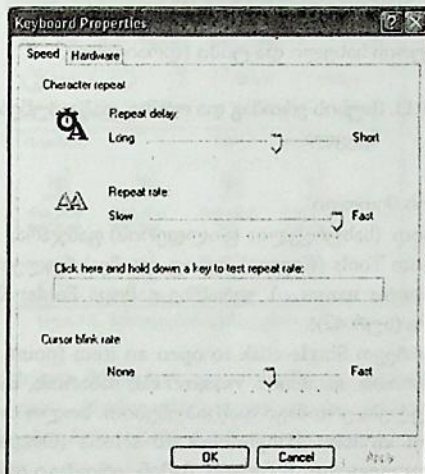 Keyboard Properties
Speed
Hardware
Character repeat
Repeat delay:
Long
Short
Repeat rate:
Slow
Fast
Click here and hold down a key to test repeat rate:
Cursor blink rate
None
Fast
OK
Cancel
Apply